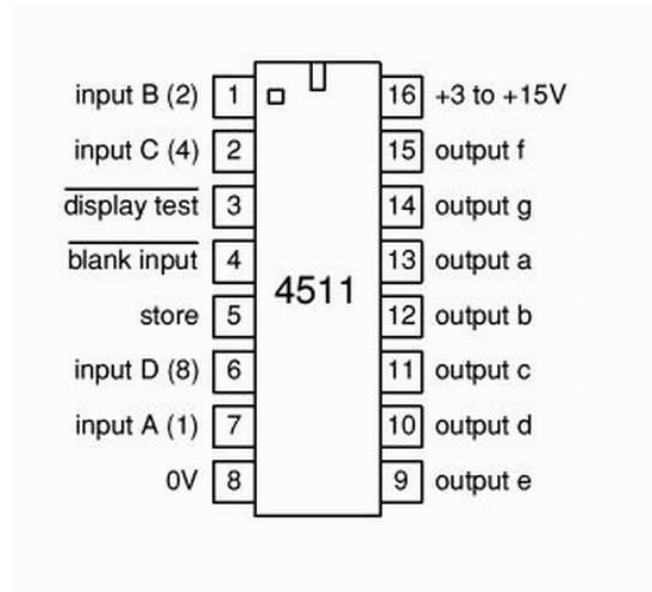 input B (2) 1 16 +3 to +15V
input C (4) 2 15 output f
display test 3 14 output g
blank input 4 13 output a
4511
store 5 12 output b
input D (8) 6 11 output c
input A (1) 7 10 output d
0V 8 9 output e